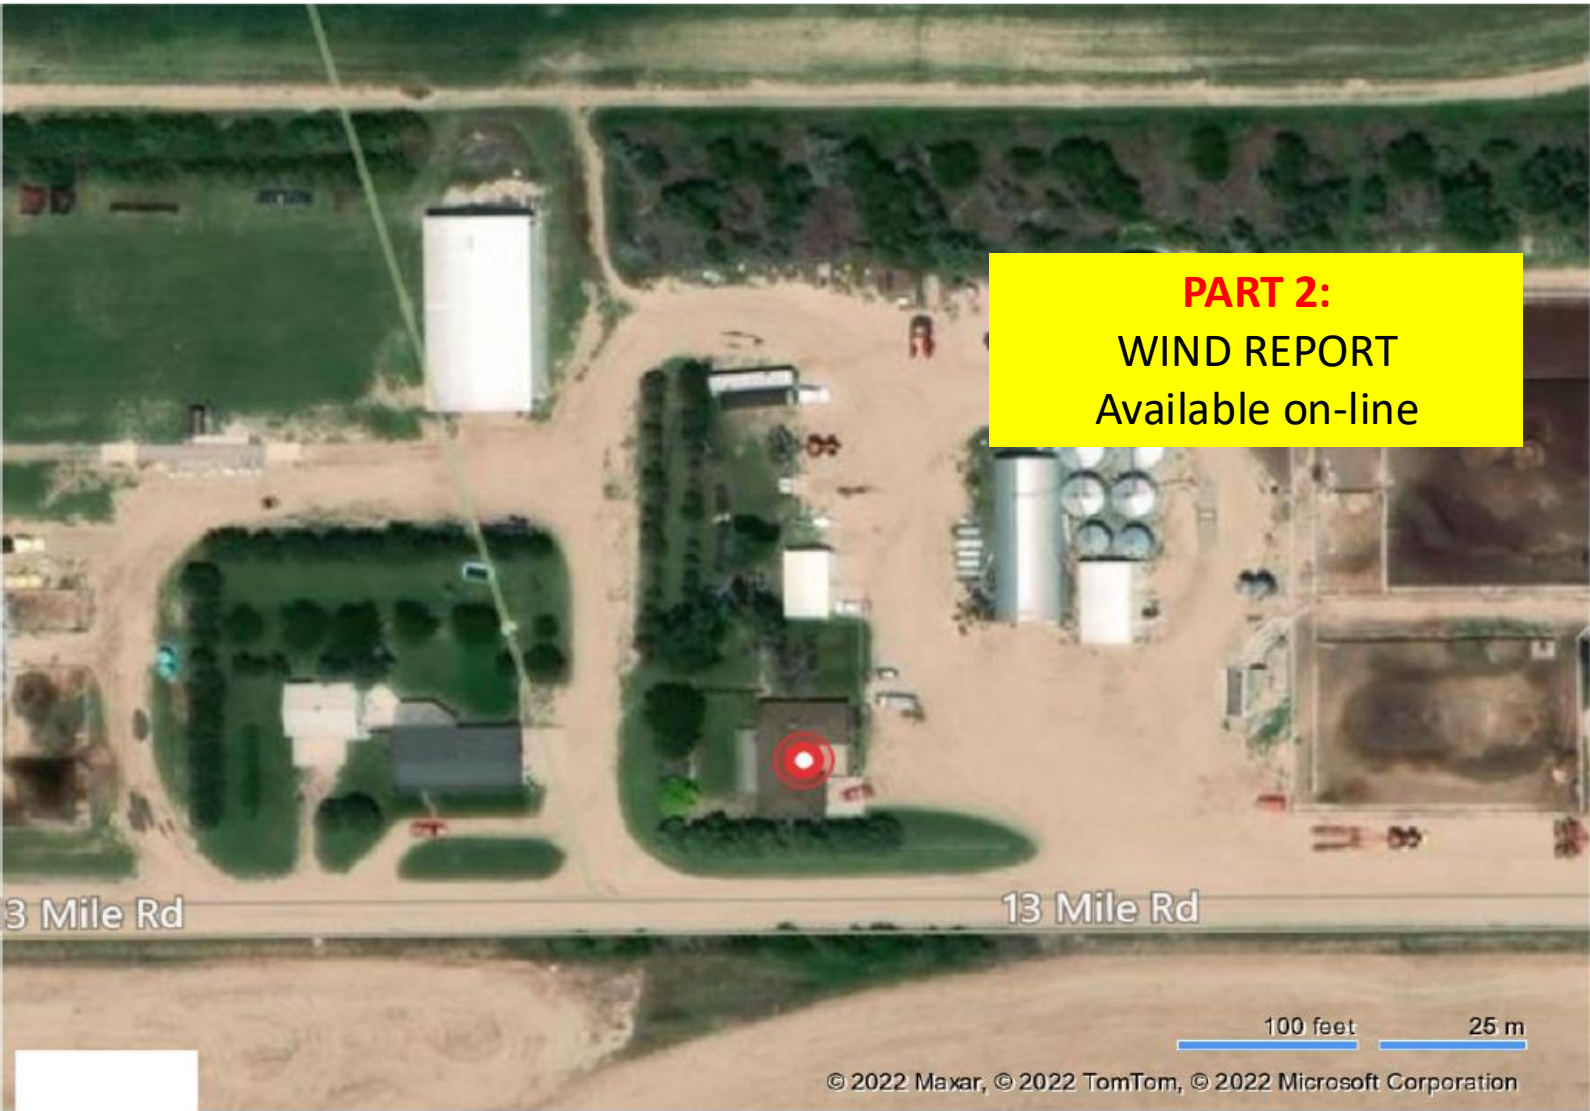 PART 2:
WIND REPORT
Available on-line
3 Mile Rd
13 Mile Rd
100 feet
25 m
© 2022 Maxar, © 2022 TomTom, © 2022 Microsoft Corporation